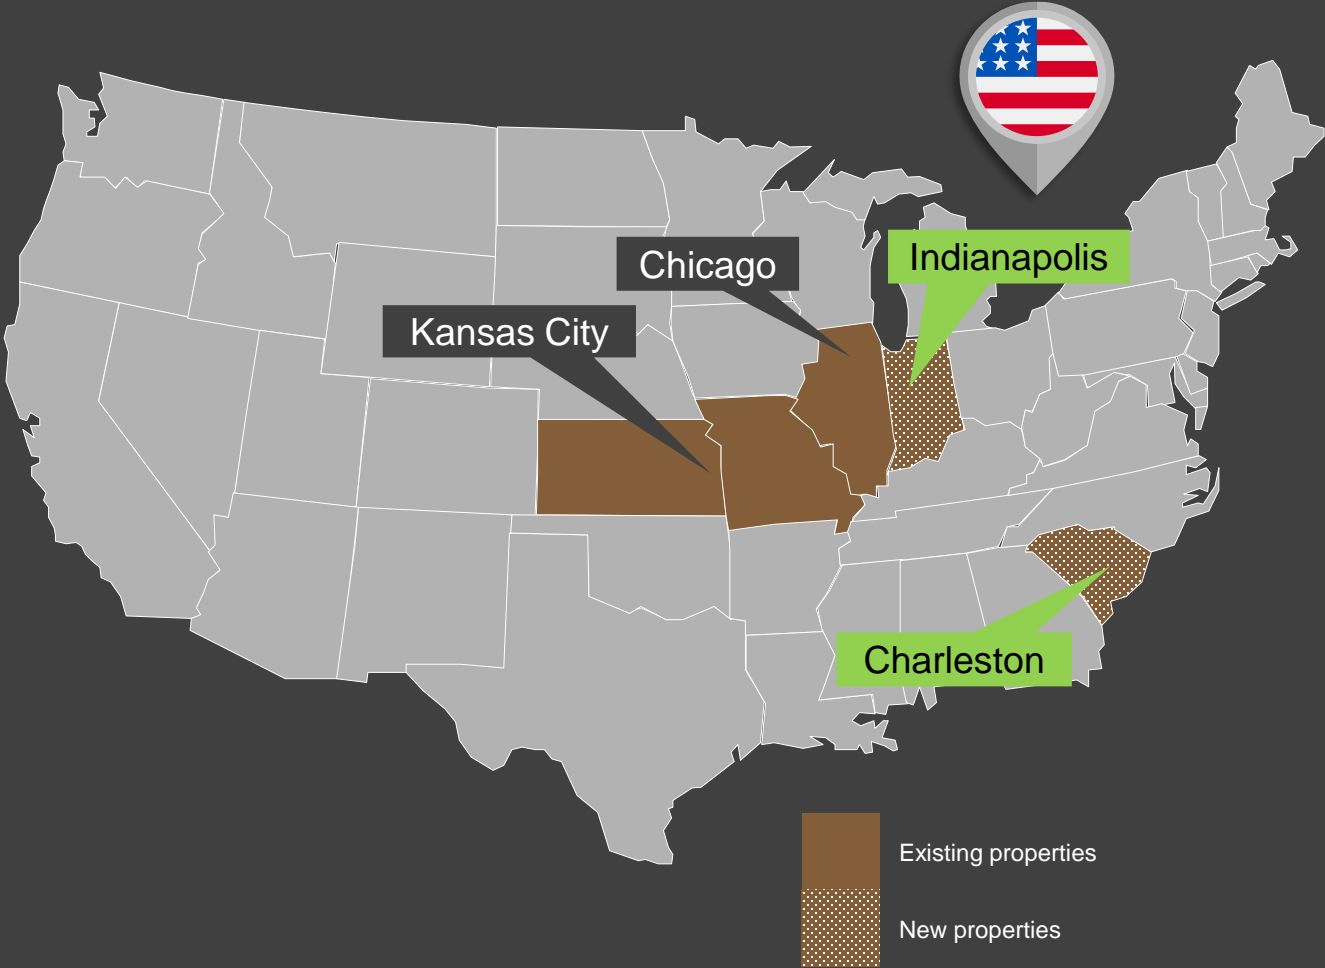 Indianapolis
Chicago
Kansas City
Charleston
Existing properties
New properties